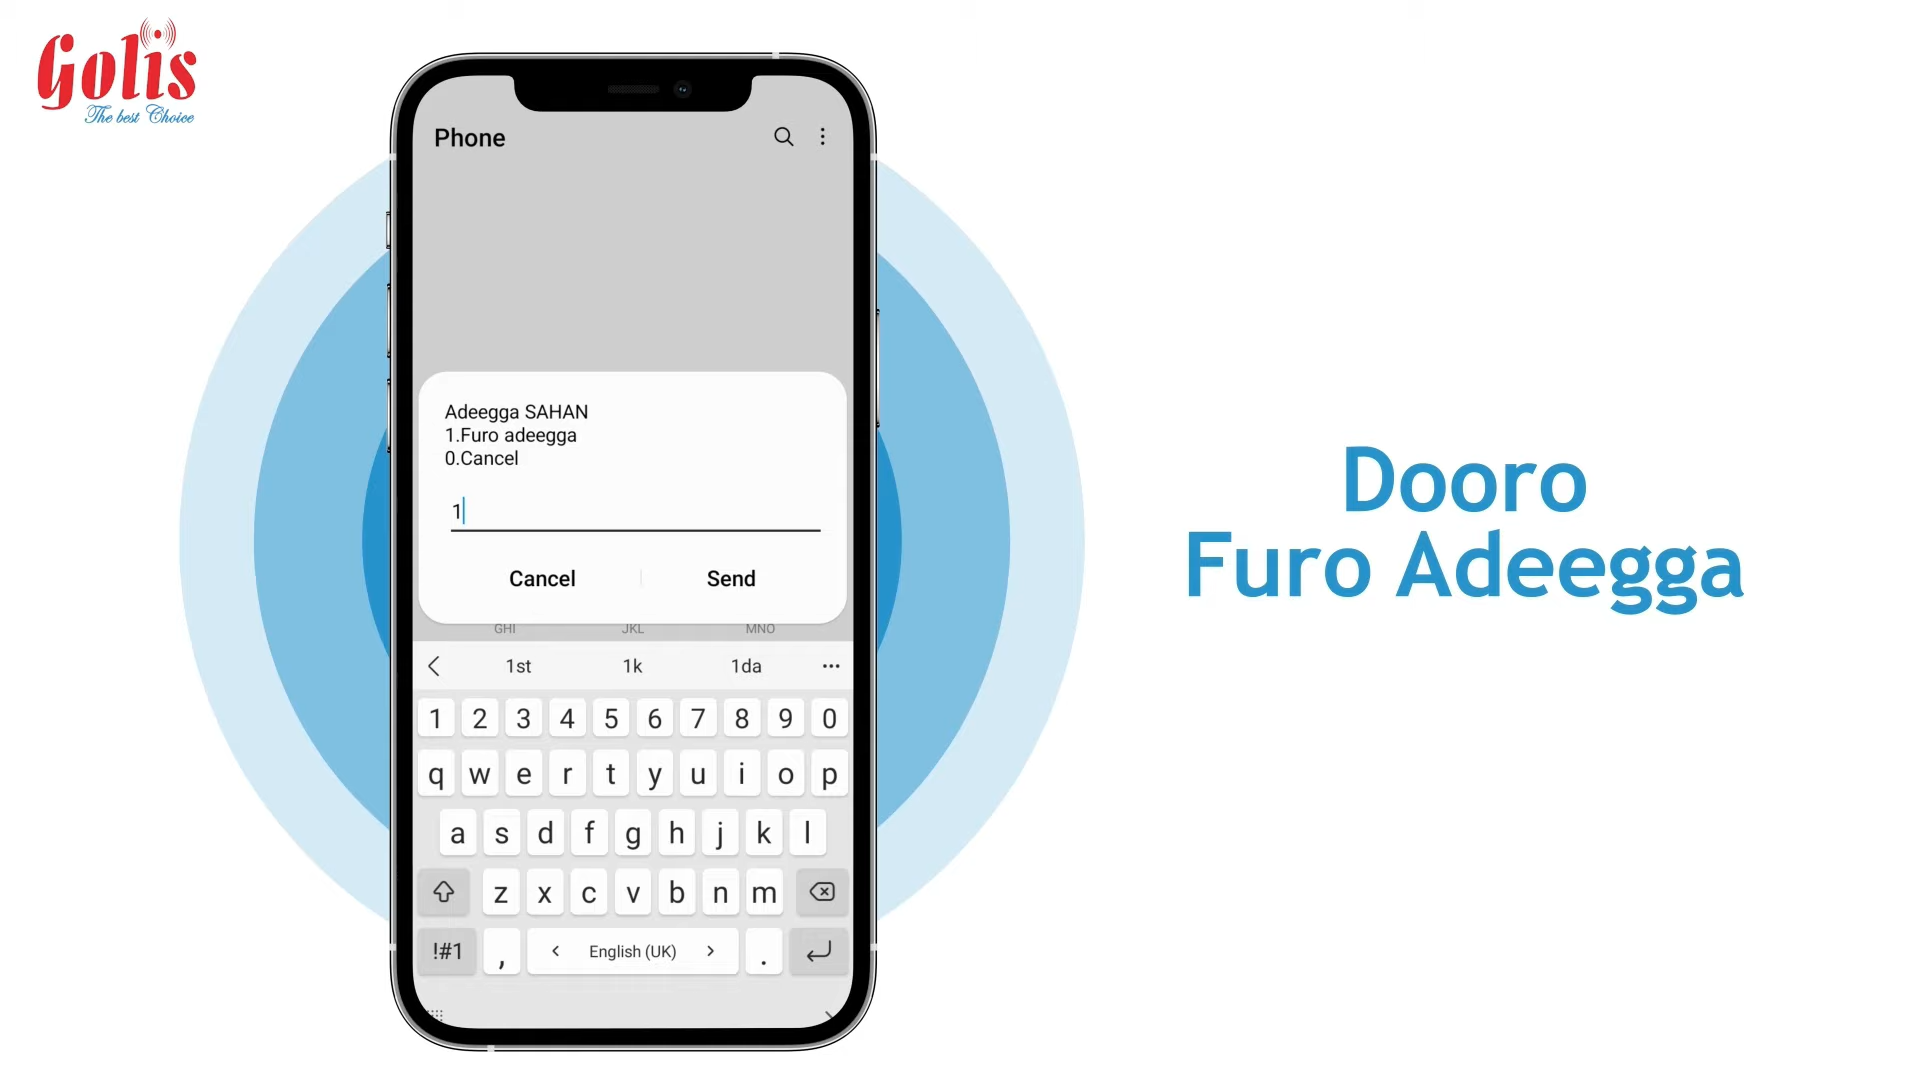 Golis
The best Choice
Phone
Adeegga SAHAN
1.Furo adeegga
0.Cancel
1
Cancel
Send
GHI
JKL
MNO
1st
1k
1da
1 2 3 4 5 6 7 8 9 0
q w e r t y u i o p
a s d f g h j k l
z x c v b n m
!#1 , < English (UK) > .
Dooro
Furo Adeegga